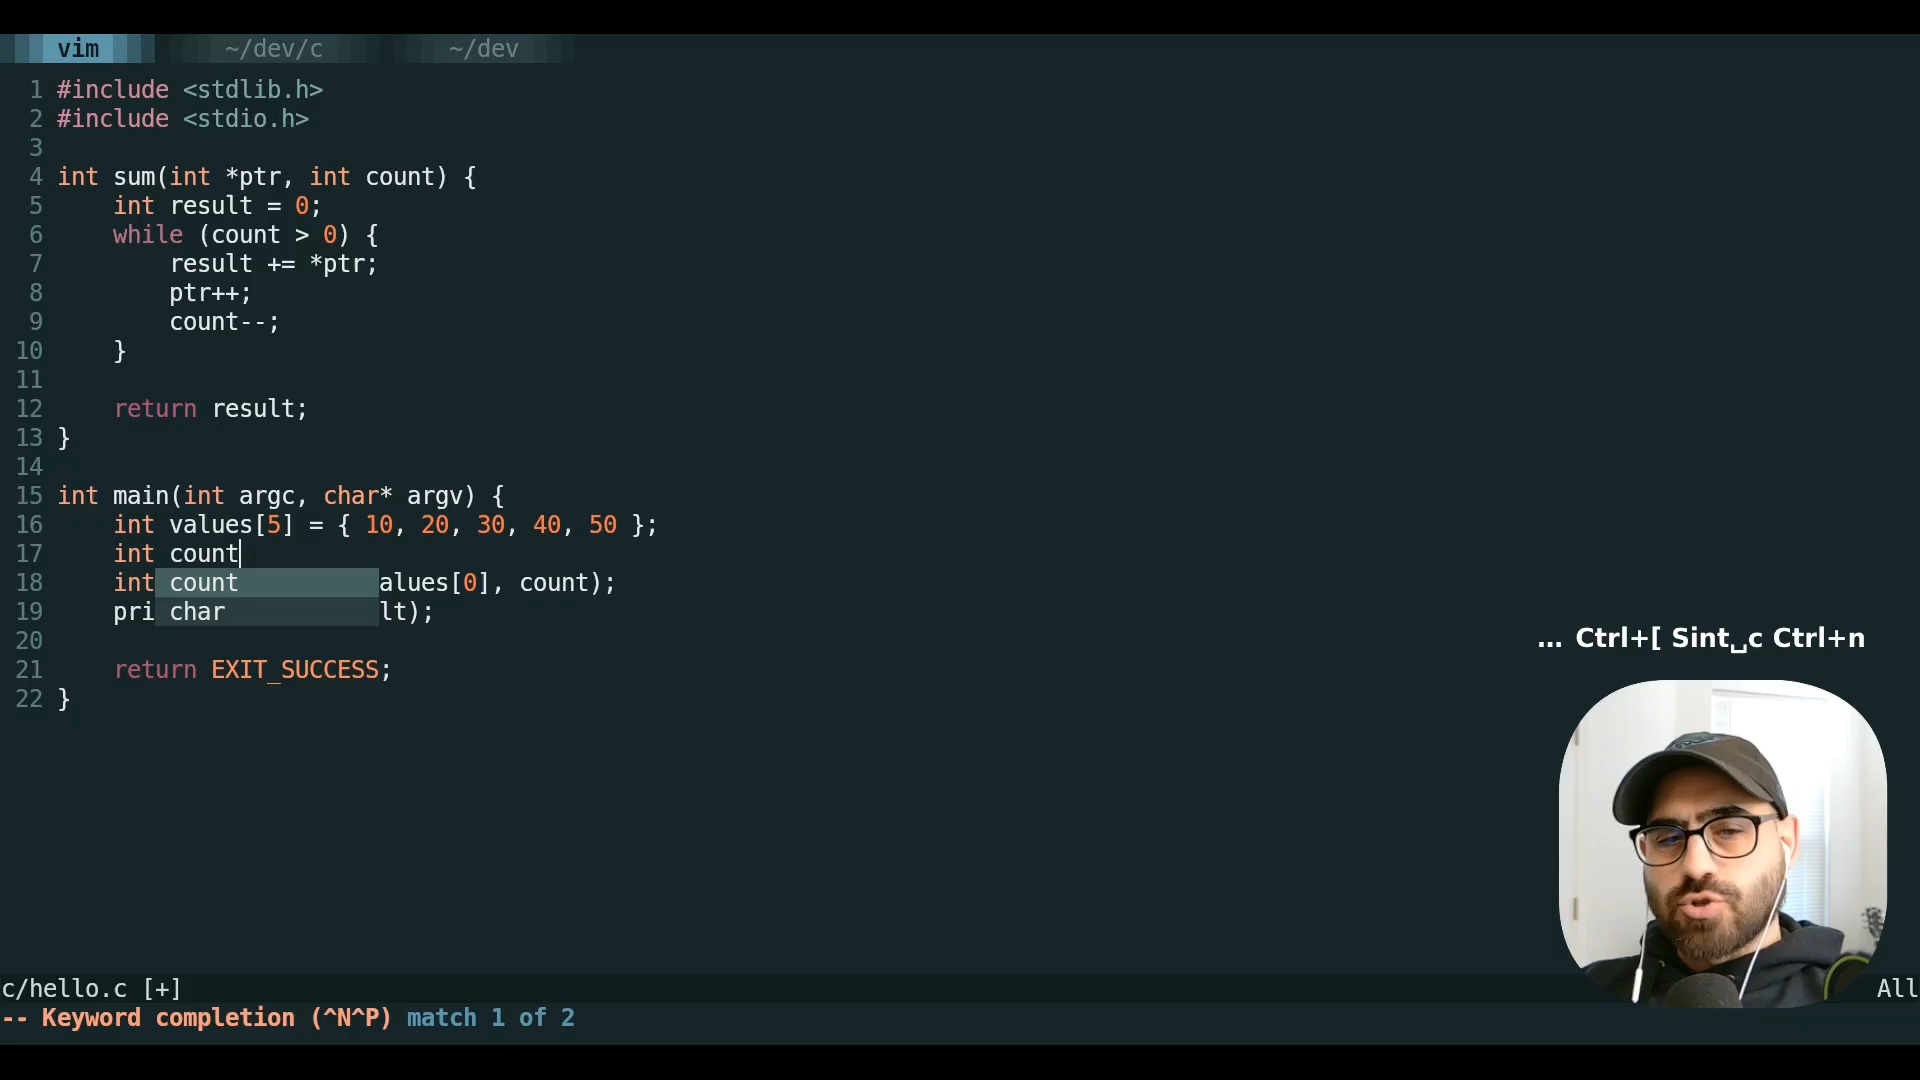 vim ~/dev/c ~/dev
1 #include <stdlib.h>
2 #include <stdio.h>
3
4 int sum(int *ptr, int count) {
5     int result = 0;
6     while (count > 0) {
7         result += *ptr;
8         ptr++;
9         count--;
10     }
11
12     return result;
13 }
14
15 int main(int argc, char* argv) {
16     int values[5] = { 10, 20, 30, 40, 50 };
17     int count
18     int count alues[0], count);
19     pri char lt);
20
21     return EXIT_SUCCESS;
22 }
... Ctrl+[ Sint␣c Ctrl+n
c/hello.c [+] All
-- Keyword completion (^N^P) match 1 of 2